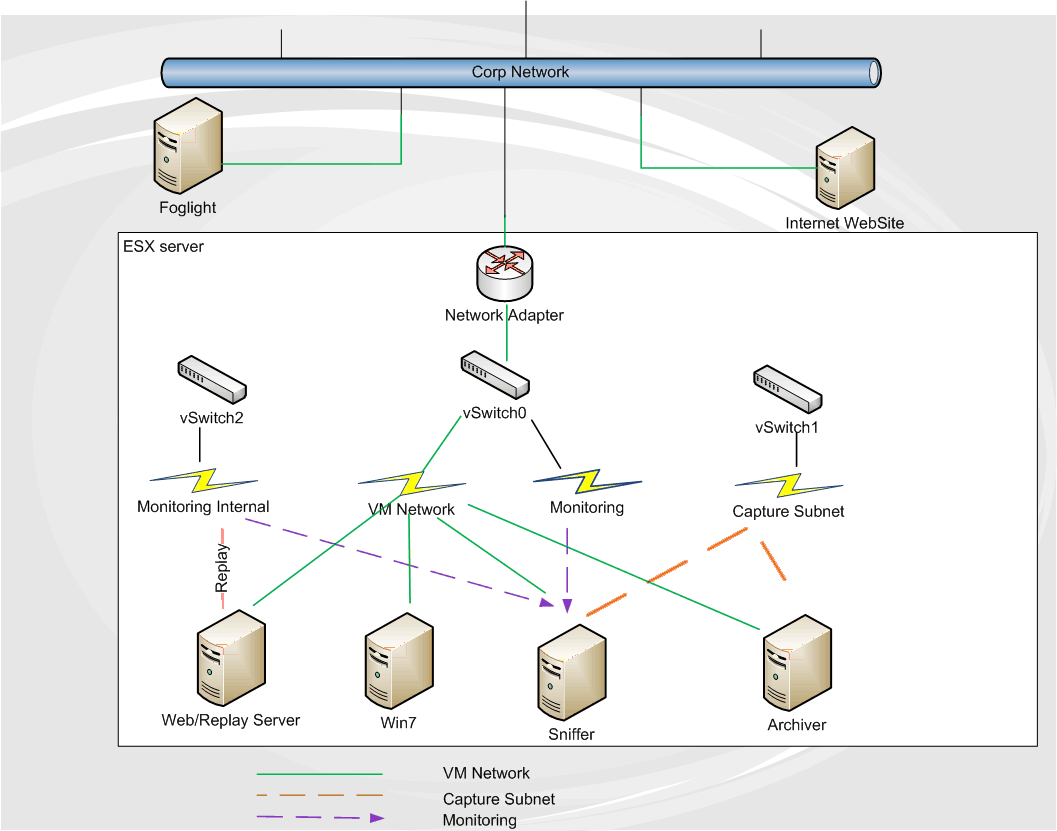 Corp Network
Foglight
Internet WebSite
ESX server
Network Adapter
vSwitch2
vSwitch0
vSwitch1
Monitoring Internal
VM Network
Monitoring
Capture Subnet
Replay
Web/Replay Server
Win7
Sniffer
Archiver
VM Network
Capture Subnet
Monitoring